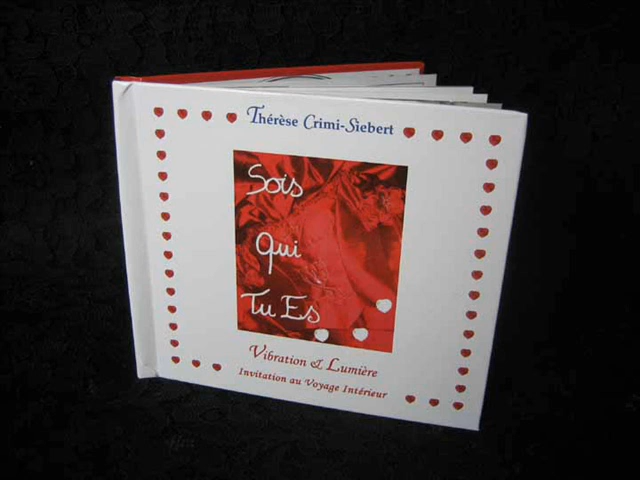 Thérèse Crimi-Siebert
Sois
Qui
Tu Es
Vibration & Lumière
Invitation au Voyage Intérieur